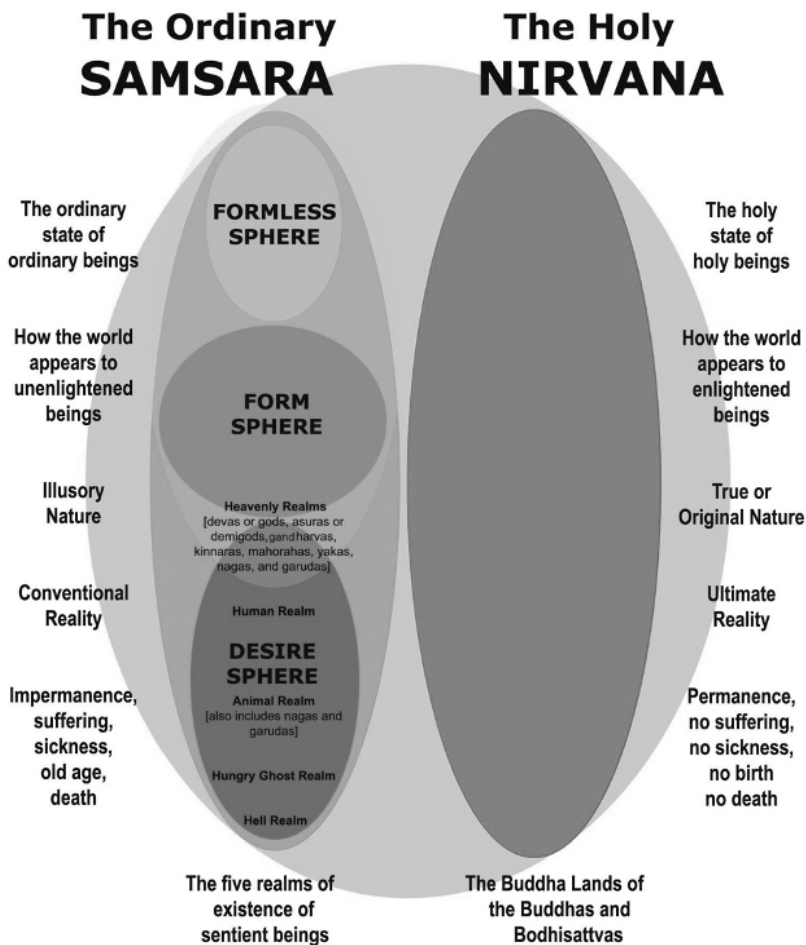 The Ordinary
SAMSARA
The Holy
NIRVANA
The ordinary
state of
ordinary beings
How the world
appears to
unenlightened
beings
Illusory
Nature
Conventional
Reality
Impermanence,
suffering,
sickness,
old age,
death
FORMLESS
SPHERE
FORM
SPHERE
Heavenly Realms
[devas or gods, asuras or
demigods, gandharvas,
kinnaras, mahorahas, yakas,
nagas, and garudas]
Human Realm
DESIRE
SPHERE
Animal Realm
[also includes nagas and
garudas]
Hungry Ghost Realm
Hell Realm
The five realms of
existence of
sentient beings
The holy
state of
holy beings
How the world
appears to
enlightened
beings
True or
Original Nature
Ultimate
Reality
Permanence,
no suffering,
no sickness,
no birth
no death
The Buddha Lands of
the Buddhas and
Bodhisattvas